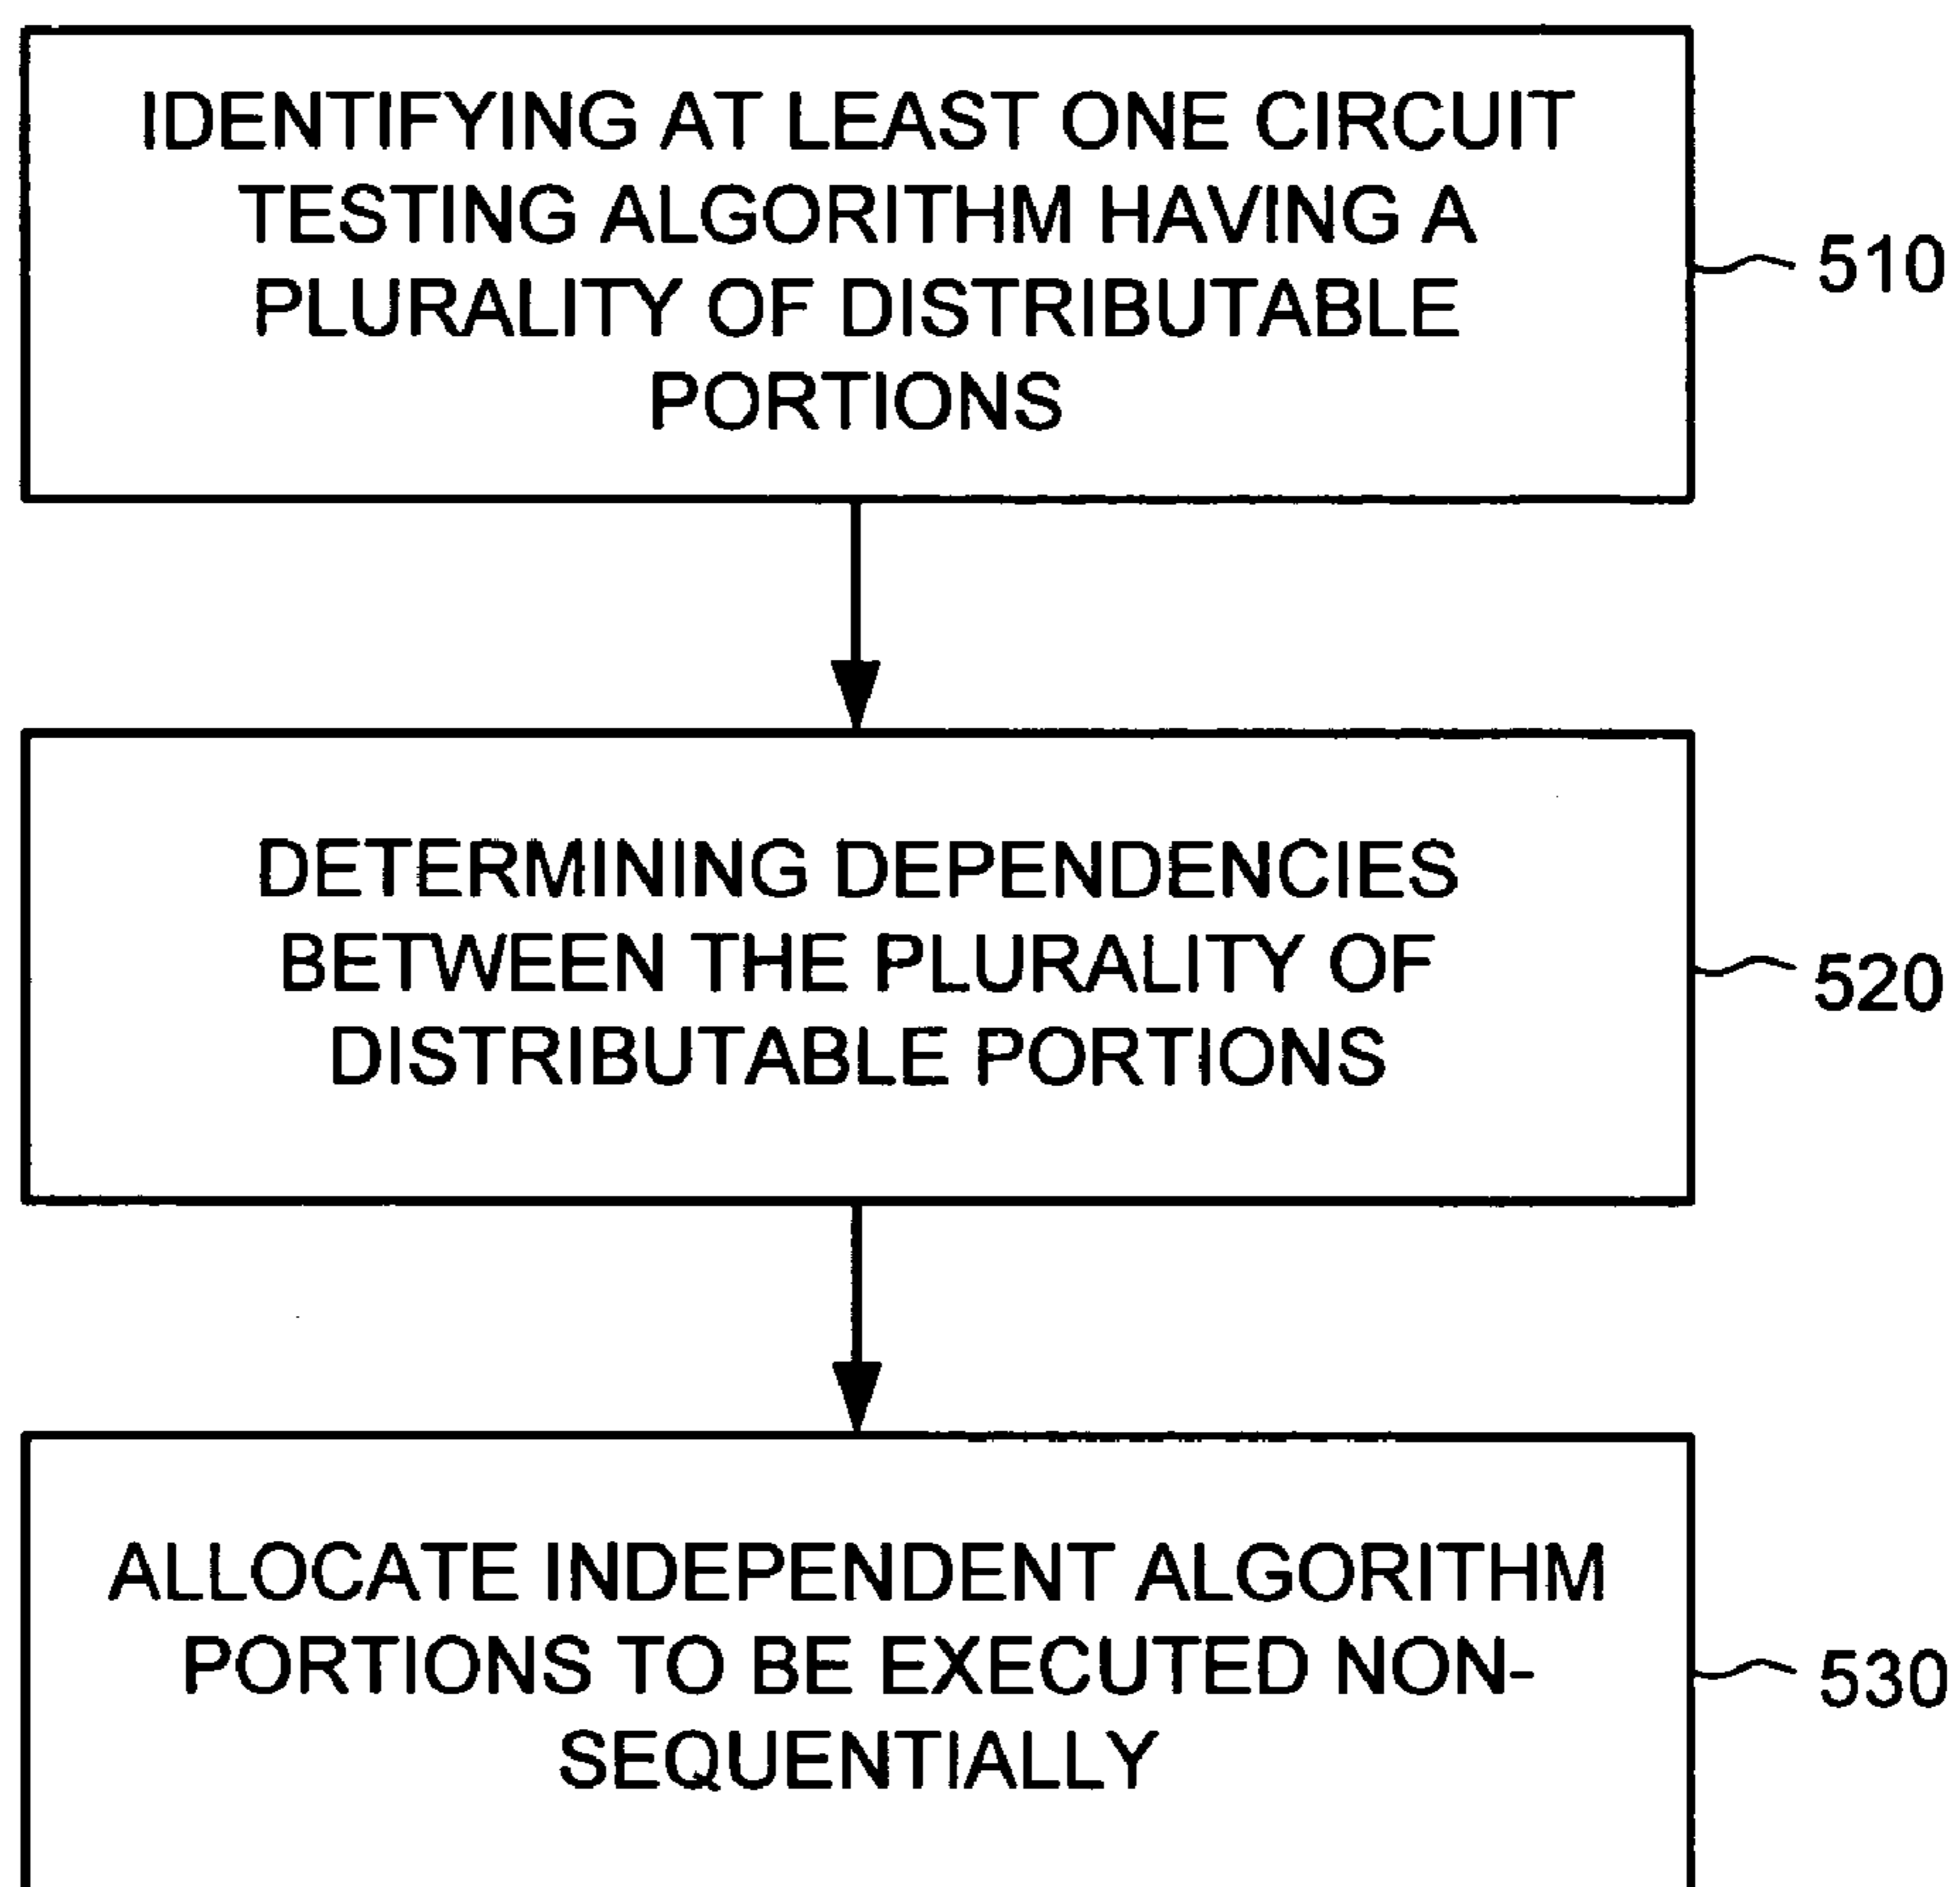 IDENTIFYING AT LEAST ONE CIRCUIT
TESTING ALGORITHM HAVING A
PLURALITY OF DISTRIBUTABLE
PORTIONS
510
DETERMINING DEPENDENCIES
BETWEEN THE PLURALITY OF
DISTRIBUTABLE PORTIONS
520
ALLOCATE INDEPENDENT ALGORITHM
PORTIONS TO BE EXECUTED NON-
SEQUENTIALLY
530